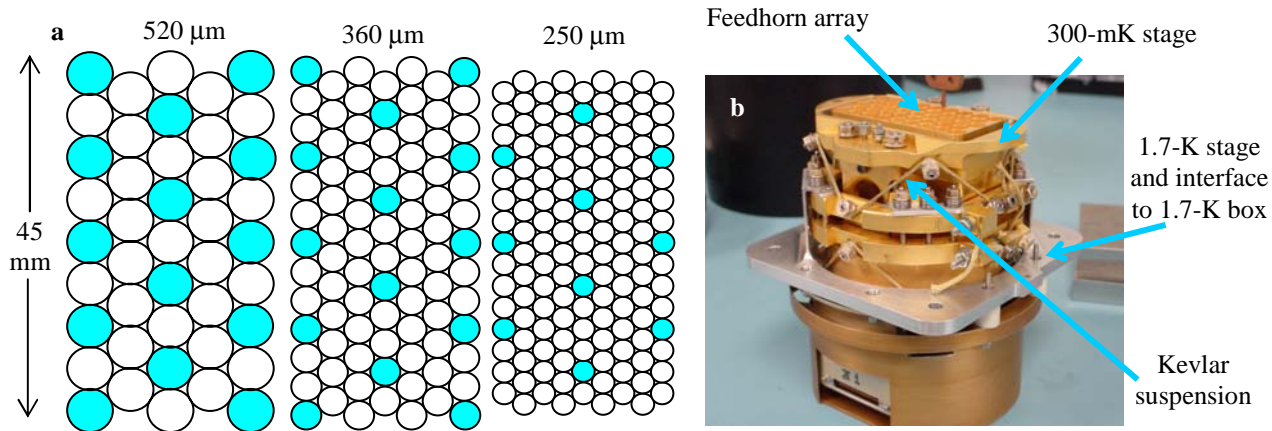 a
520 μm
360 μm
250 μm
45
mm
b
Feedhorn array
300-mK stage
1.7-K stage
and interface
to 1.7-K box
Kevlar
suspension